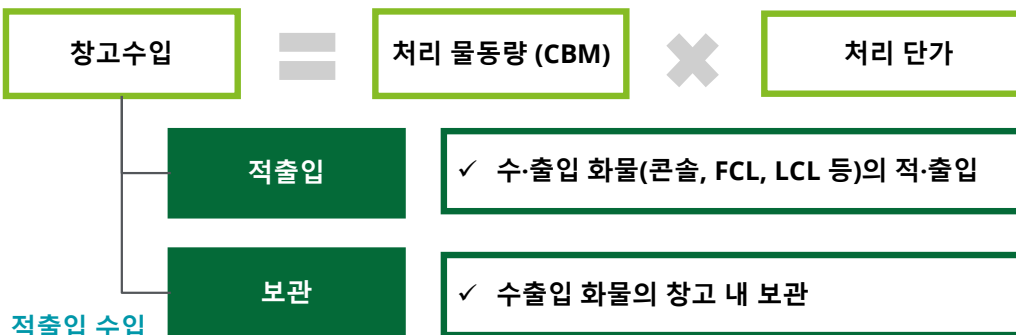 창고수입
처리 물동량 (CBM)
처리 단가
적출입
✓ 수·출입 화물(콘솔, FCL, LCL 등)의 적·출입
보관
✓ 수출입 화물의 창고 내 보관
적출입 수입